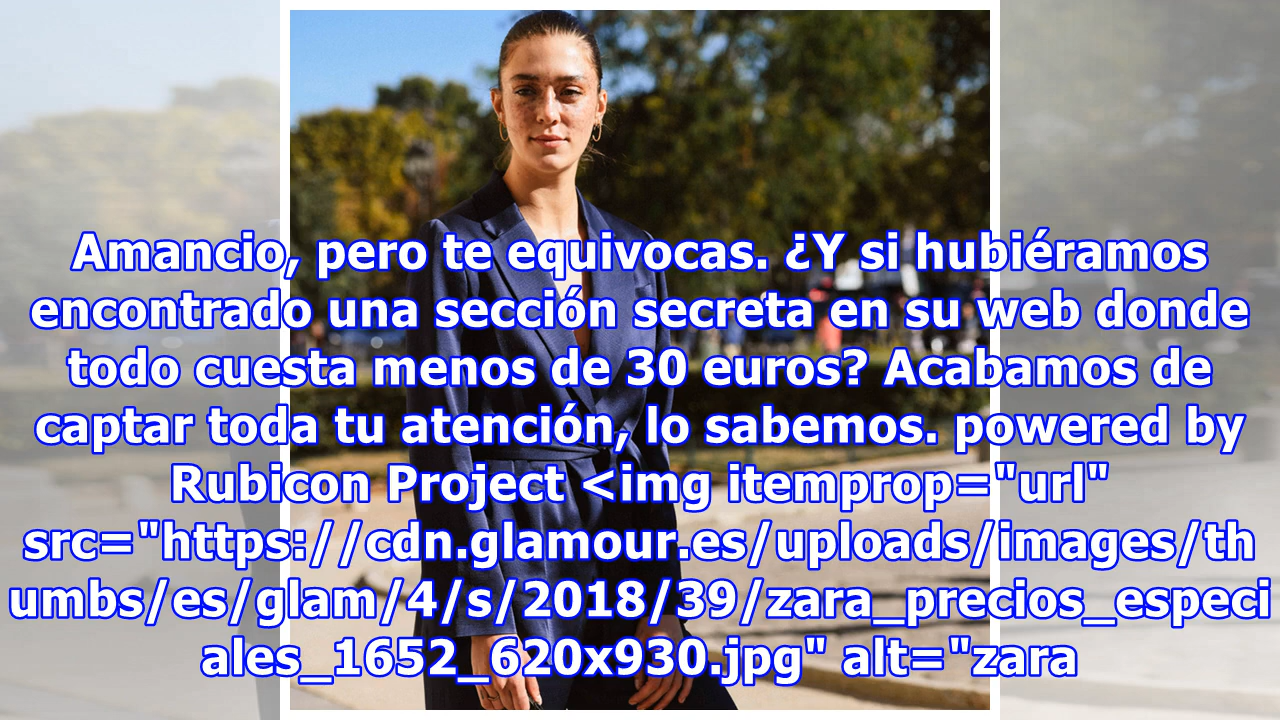 Amancio, pero te equivocas. ¿Y si hubiéramos
encontrado una sección secreta en su web donde
todo cuesta menos de 30 euros? Acabamos de
captar toda tu atención, lo sabemos. powered by
Rubicon Project <img itemprop="url"
src="https://cdn.glamour.es/uploads/images/th
umbs/es/glam/4/s/2018/39/zara_precios_especi
ales_1652_620x930.jpg" alt="zara